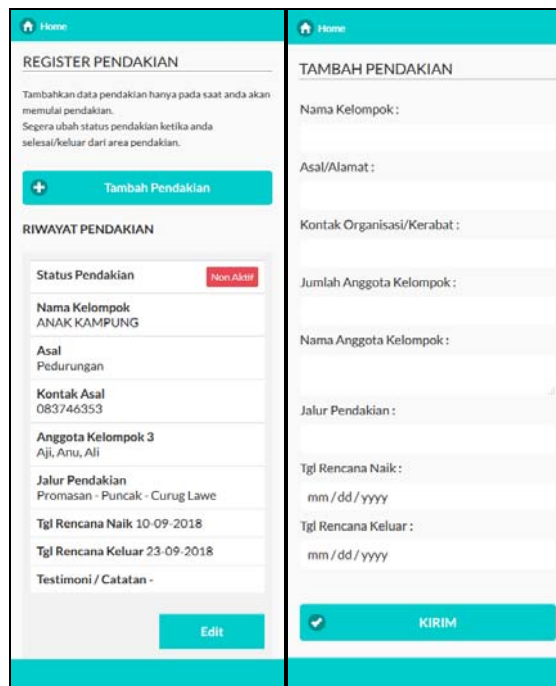 Home
REGISTER PENDAKIAN
Tambahkan data pendakian hanya pada saat anda akan
memulai pendakian.
Segera ubah status pendakian ketika anda
selesai/keluar dari area pendakian.
Tambah Pendakian
RIWAYAT PENDAKIAN
Status Pendakian Non Aktif
Nama Kelompok
ANAK KAMPUNG
Asal
Pedurungan
Kontak Asal
083746353
Anggota Kelompok 3
Aji, Anu, Ali
Jalur Pendakian
Promasan - Puncak - Curug Lawe
Tgl Rencana Naik 10-09-2018
Tgl Rencana Keluar 23-09-2018
Testimoni / Catatan -
Edit
Home
TAMBAH PENDAKIAN
Nama Kelompok :
Asal/Alamat :
Kontak Organisasi/Kerabat :
Jumlah Anggota Kelompok :
Nama Anggota Kelompok :
Jalur Pendakian :
Tgl Rencana Naik :
mm / dd / yyyy
Tgl Rencana Keluar :
mm / dd / yyyy
KIRIM